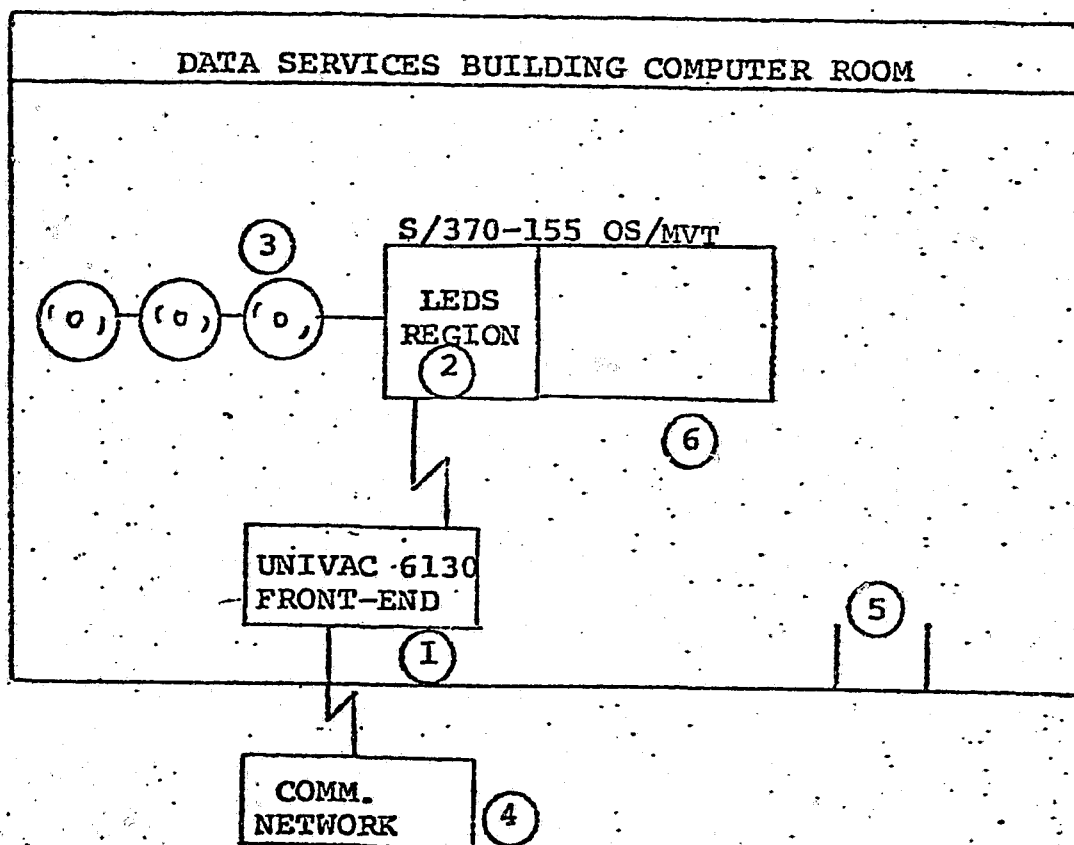 DATA SERVICES BUILDING COMPUTER ROOM
3
S/370-155 OS/MVT
LEDS
REGION
2
6
UNIVAC 6130
FRONT-END
1
5
COMM.
NETWORK
4